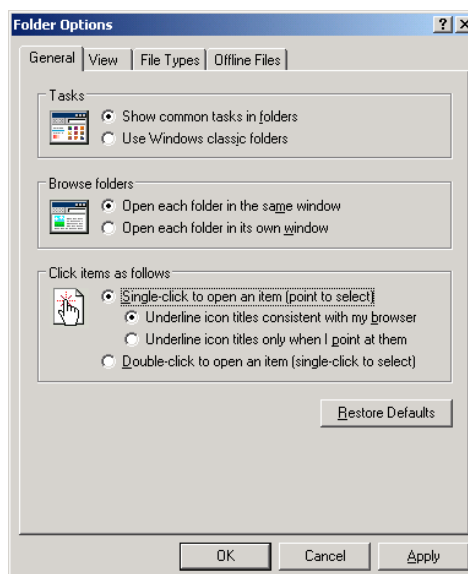 Folder Options
General View File Types Offline Files
Tasks
Show common tasks in folders
Use Windows classic folders
Browse folders
Open each folder in the same window
Open each folder in its own window
Click items as follows
Single-click to open an item (point to select)
Underline icon titles consistent with my browser
Underline icon titles only when I point at them
Double-click to open an item (single-click to select)
Restore Defaults
OK Cancel Apply